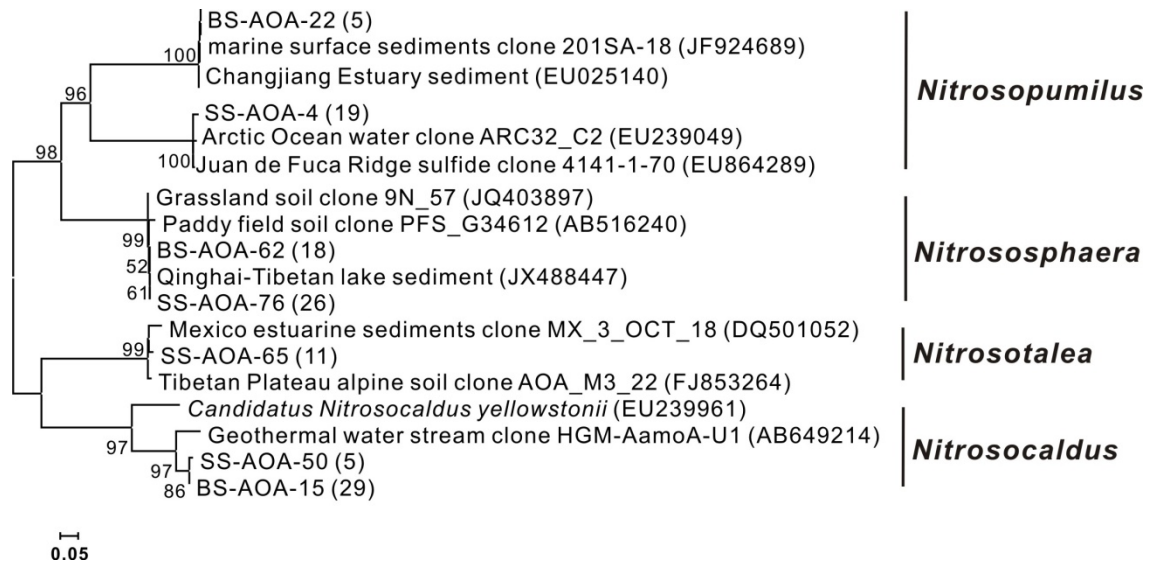 BS-AOA-22 (5)
marine surface sediments clone 201SA-18 (JF924689)
100
Changjiang Estuary sediment (EU025140)
Nitrosopumilus
96
SS-AOA-4 (19)
Arctic Ocean water clone ARC32_C2 (EU239049)
98
100
Juan de Fuca Ridge sulfide clone 4141-1-70 (EU864289)
Grassland soil clone 9N_57 (JQ403897)
Paddy field soil clone PFS_G34612 (AB516240)
99
BS-AOA-62 (18)
Nitrososphaera
52
Qinghai-Tibetan lake sediment (JX488447)
61
SS-AOA-76 (26)
Mexico estuarine sediments clone MX_3_OCT_18 (DQ501052)
99
SS-AOA-65 (11)
Nitrosotalea
Tibetan Plateau alpine soil clone AOA_M3_22 (FJ853264)
Candidatus Nitrosocaldus yellowstonii (EU239961)
97
Geothermal water stream clone HGM-AamoA-U1 (AB649214)
Nitrosocaldus
97
SS-AOA-50 (5)
86
BS-AOA-15 (29)
0.05